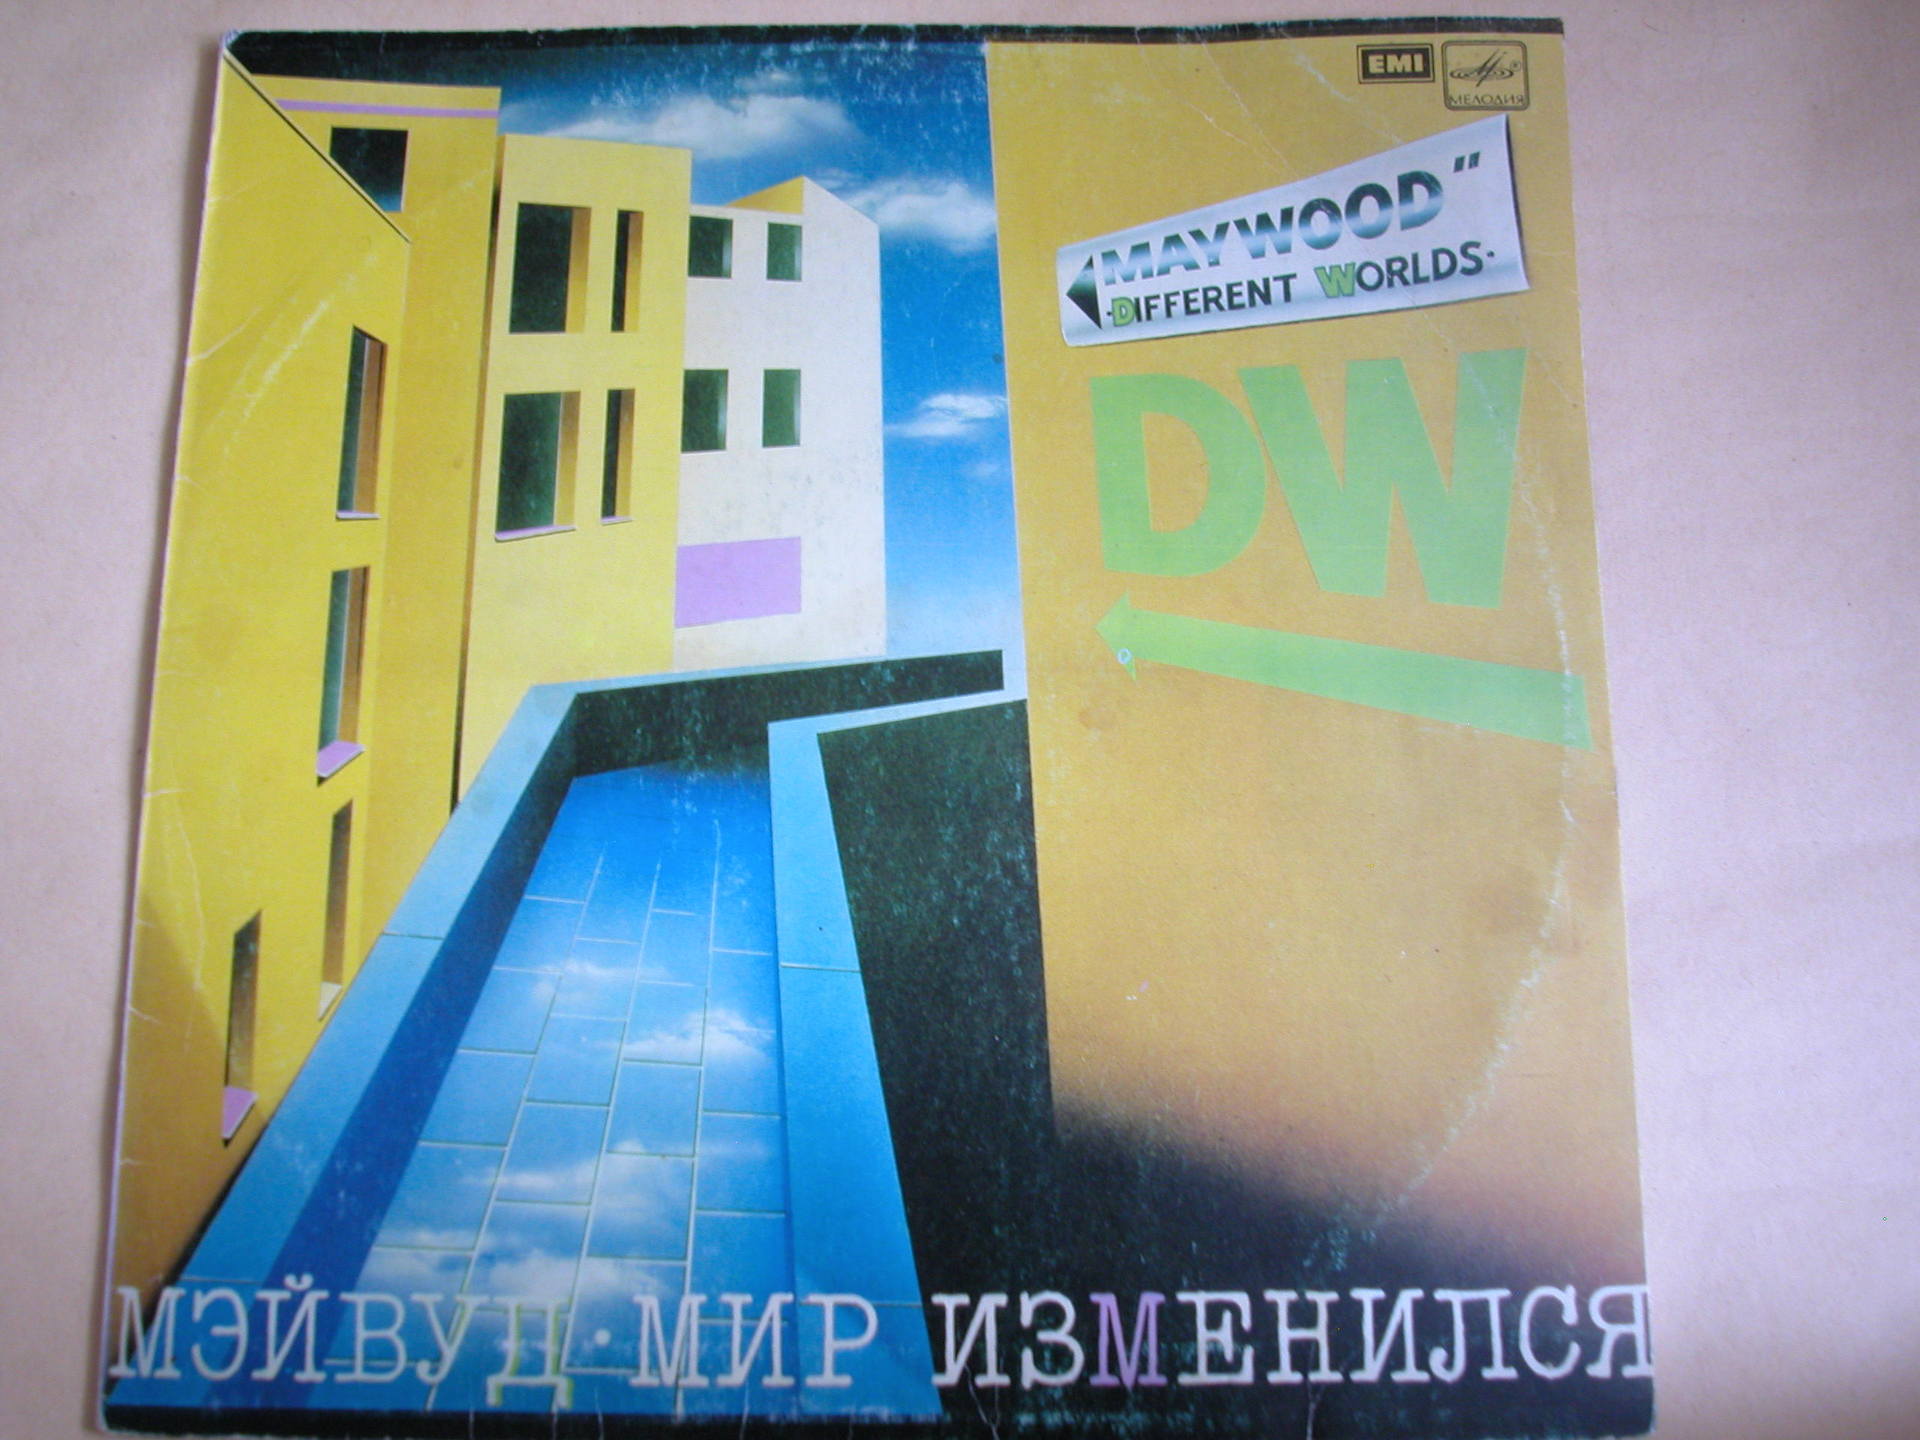 EMI
МЕЛОДИЯ
MAYWOOD"
·DIFFERENT WORLDS·
DW
МЭЙВУД · МИР ИЗМЕНИЛСЯ